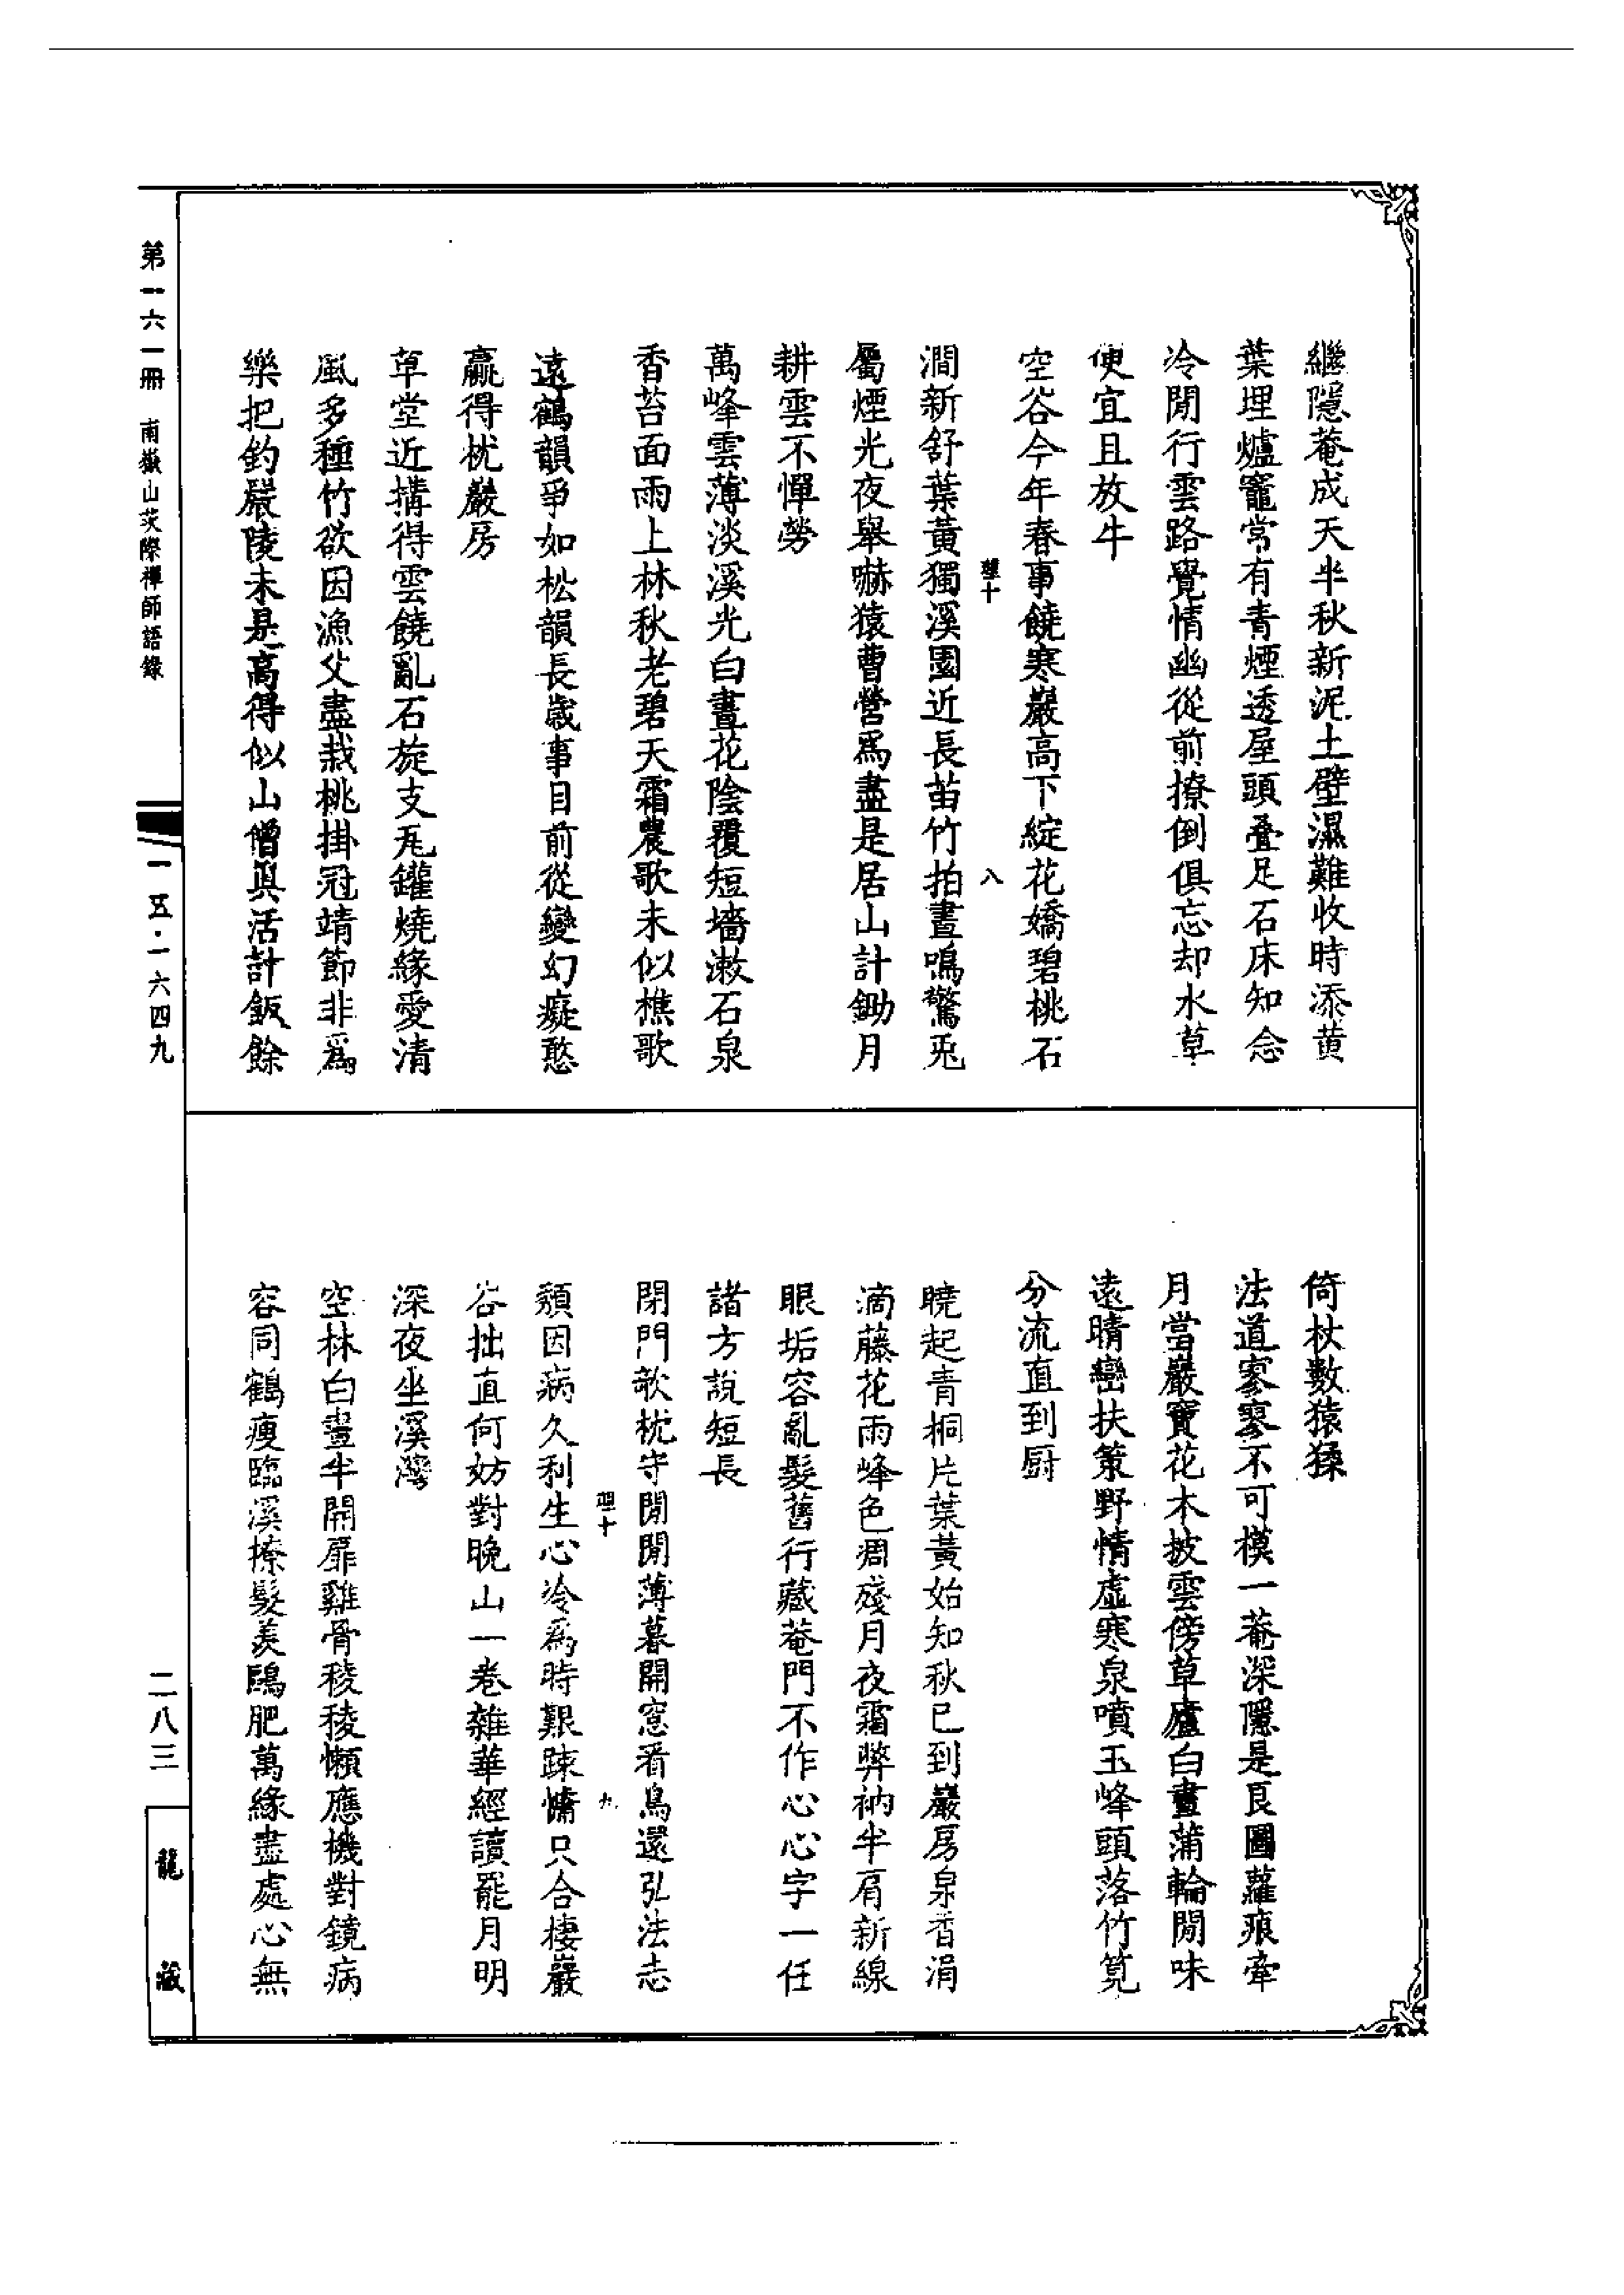 繼隱菴成天半秋新泥土壁濕難收時添黄
葉埋爐竈常有青煙透屋頭叠足石床知念
冷閒行雲路覺情幽從前撩倒俱忘却水草
便宜且放牛
空谷今年春事饒寒巖高下綻花嬌碧桃石
澗新舒葉黃獨溪園近長苗竹拍晝鳴驚兎
屬煙光夜舉嚇猿曹營爲盡是居山計鋤月
耕雲不憚勞
萬峰雲薄淡溪光白晝花陰覆短墻漱石泉
香苔面雨上林秋老碧天霜農歌未似樵歌
遠鶴韻爭如松韻長歲事目前從變幻癡憨
贏得枕巖房
草堂近搆得雲饒亂石旋支瓦罐燒緣愛清
風多種竹欲因漁父盡栽桃掛冠靖節非爲
樂把釣嚴陵未是高得似山僧眞活計飯餘
倚杖數猿猱
法道寥寥不可模一菴深隱是良圖蘿痕牽
月當巖竇花木披雲傍草廬白晝蒲輪閒味
遠晴巒扶策野情虛寒泉噴玉峰頭落竹筧
分流直到厨
曉起青桐片葉黃始知秋已到巖房泉香涓
滴藤花雨峰色凋殘月夜霜弊衲半肩新線
眼垢容亂髮舊行藏菴門不作心心字一任
諸方說短長
閉門欹枕守閒閒薄暮開窓看鳥還弘法志
頹因病久利生心冷爲時艱踈慵只合棲巖
谷拙直何妨對晚山一卷雜華經讀罷月明
深夜坐溪灣
空林白晝半開扉雞骨稜稜懶應機對鏡病
容同鶴瘦臨溪撩髮羨鷗肥萬緣盡處心無
第一六一冊
南嶽山茨際禪師語錄
一五·一六四九
二八三
龍藏
十
八
十
九